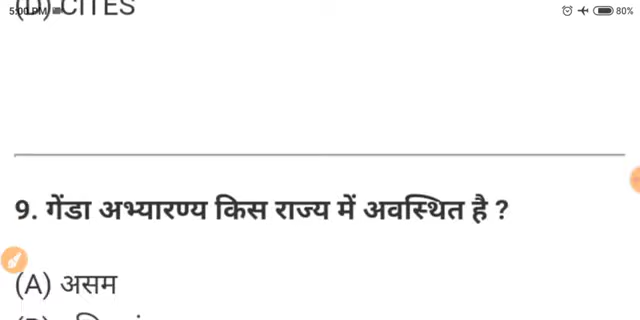 (D) CITES
5:00 PM
80%
9. गेंडा अभ्यारण्य किस राज्य में अवस्थित है ?
(A) असम